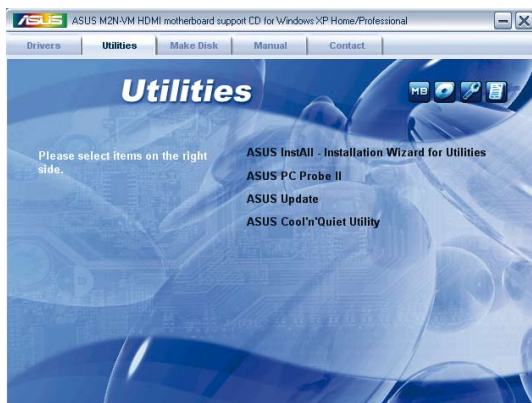 ASUS ASUS M2N-VM HDMI motherboard support CD for Windows XP Home/Professional
Drivers Utilities Make Disk Manual Contact
Utilities
MB
Please select items on the right
side.
ASUS InstAll - Installation Wizard for Utilities
ASUS PC Probe II
ASUS Update
ASUS Cool'n'Quiet Utility